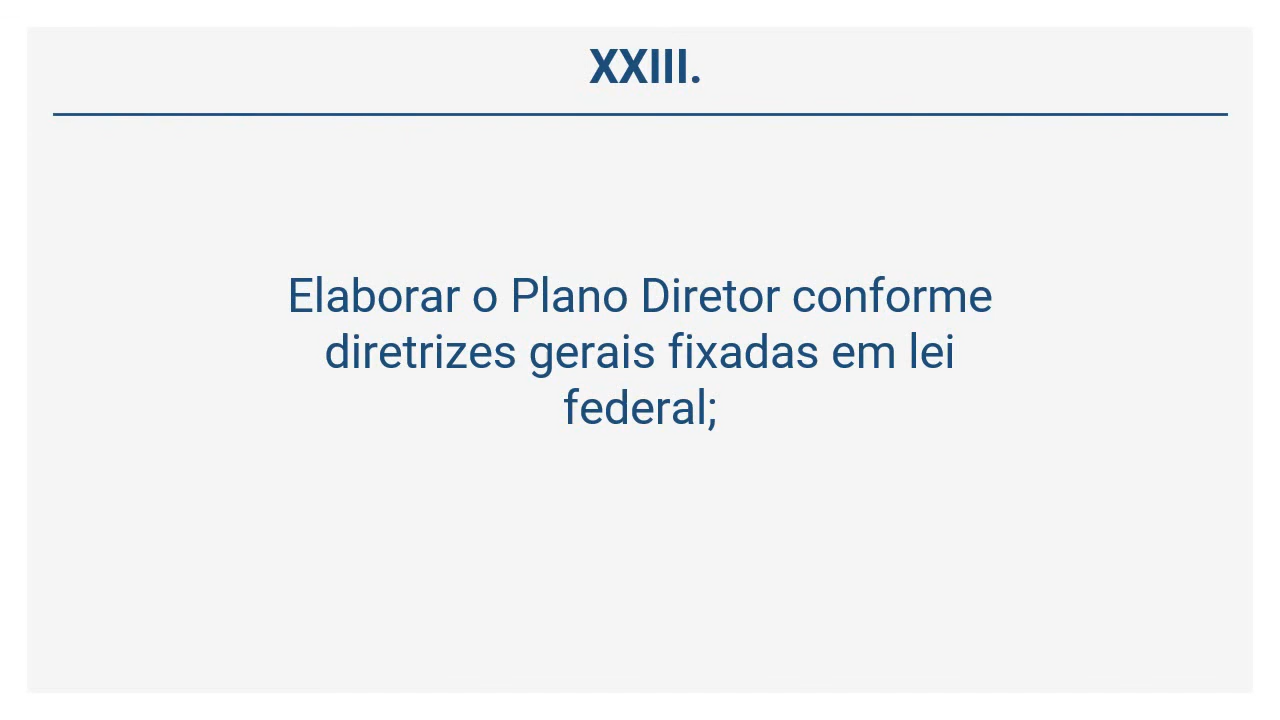 XXIII.
Elaborar o Plano Diretor conforme
diretrizes gerais fixadas em lei
federal;